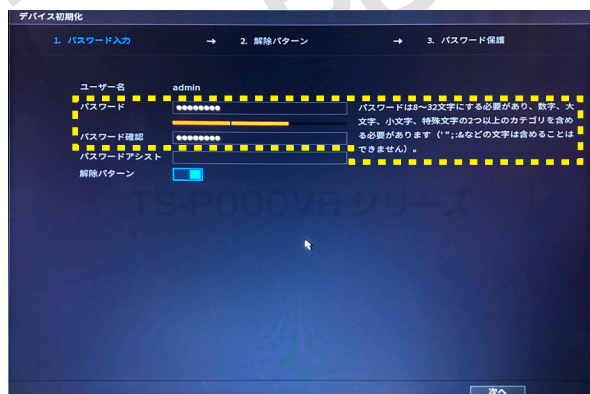 デバイス初期化
1. パスワード入力 → 2. 解除パターン → 3. パスワード保護
ユーザー名 admin
パスワード ●●●●●●●●
パスワードは8～32文字にする必要があり、数字、大
文字、小文字、特殊文字の2つ以上のカテゴリを含め
る必要があります（'";:&などの文字は含めることは
できません）。
パスワード確認 ●●●●●●●●
パスワードアシスト
解除パターン
TS-P000VRシリーズ
次へ